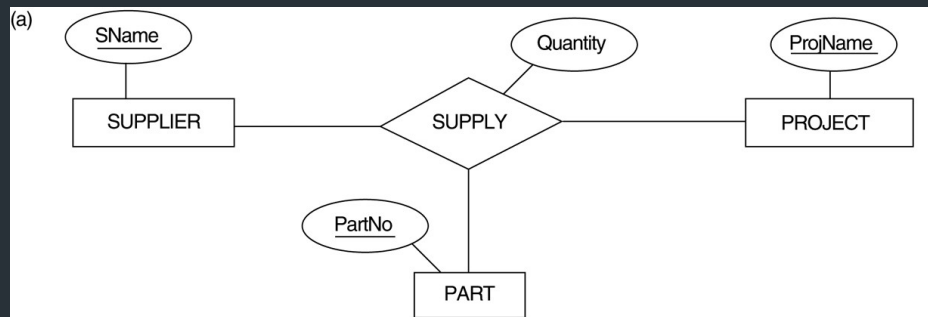 (a)
SName
Quantity
ProjName
SUPPLIER
SUPPLY
PROJECT
PartNo
PART